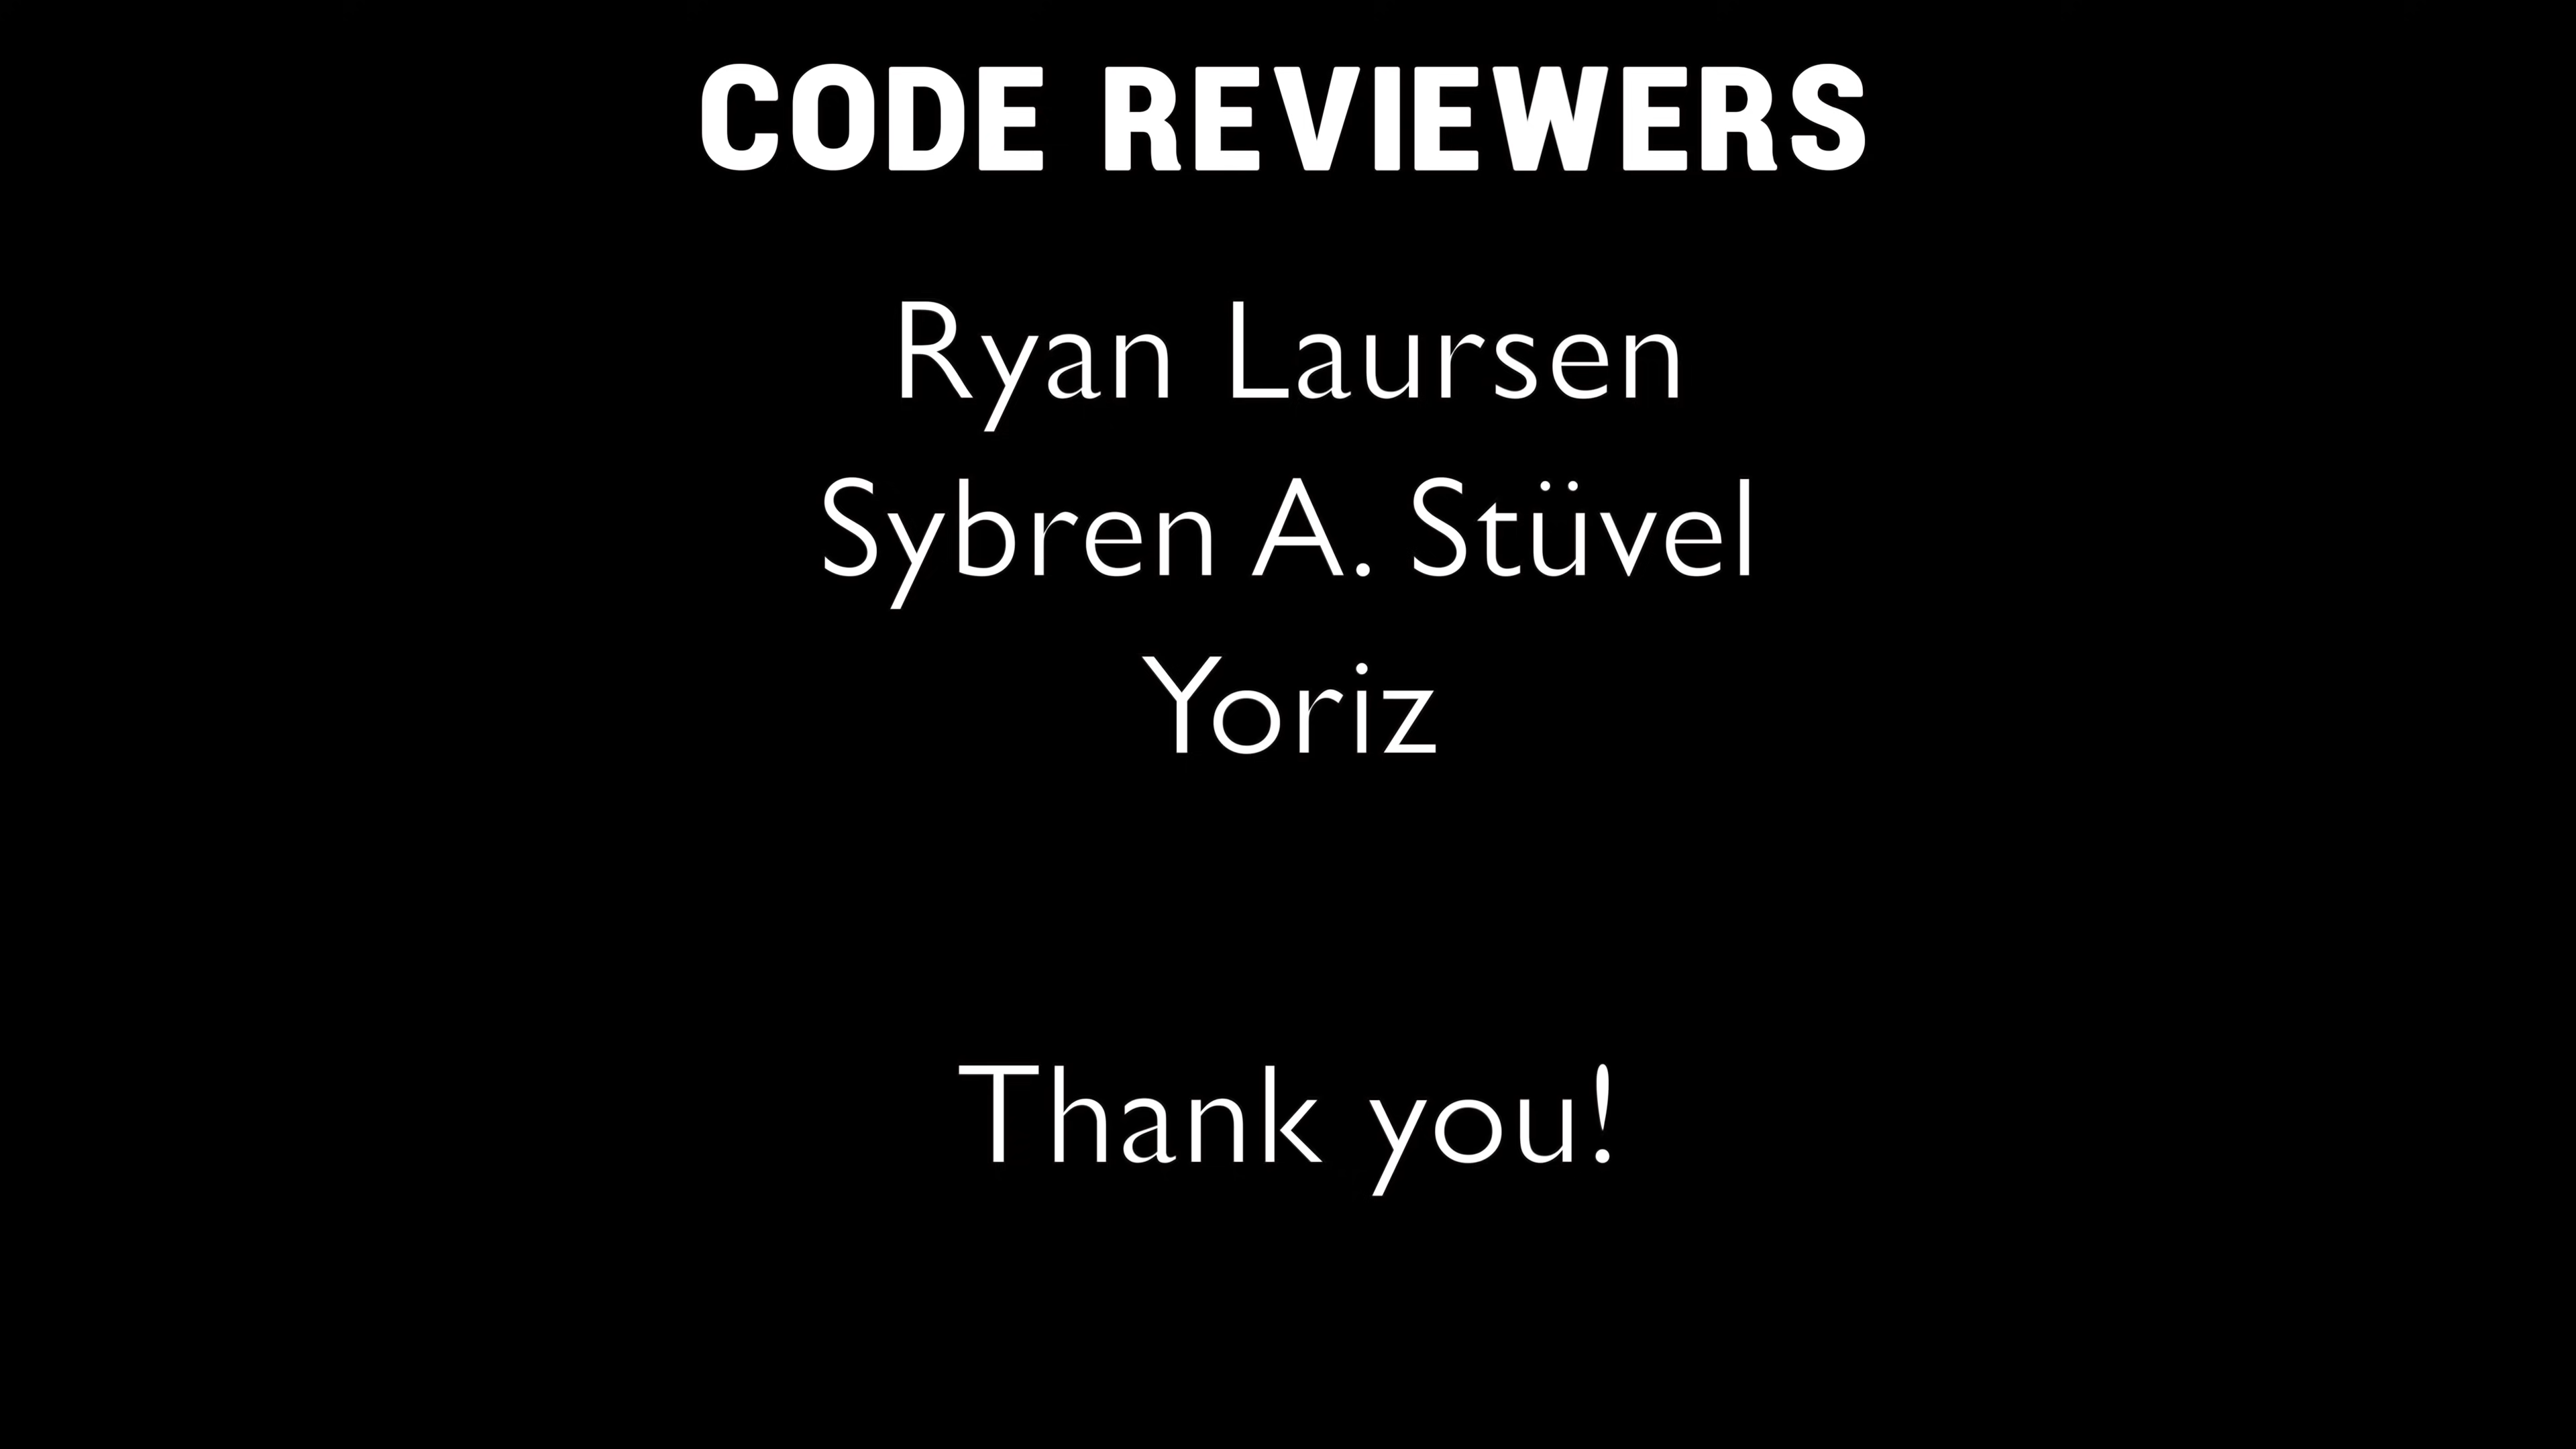 CODE REVIEWERS
Ryan Laursen
Sybren A. Stüvel
Yoriz
Thank you!